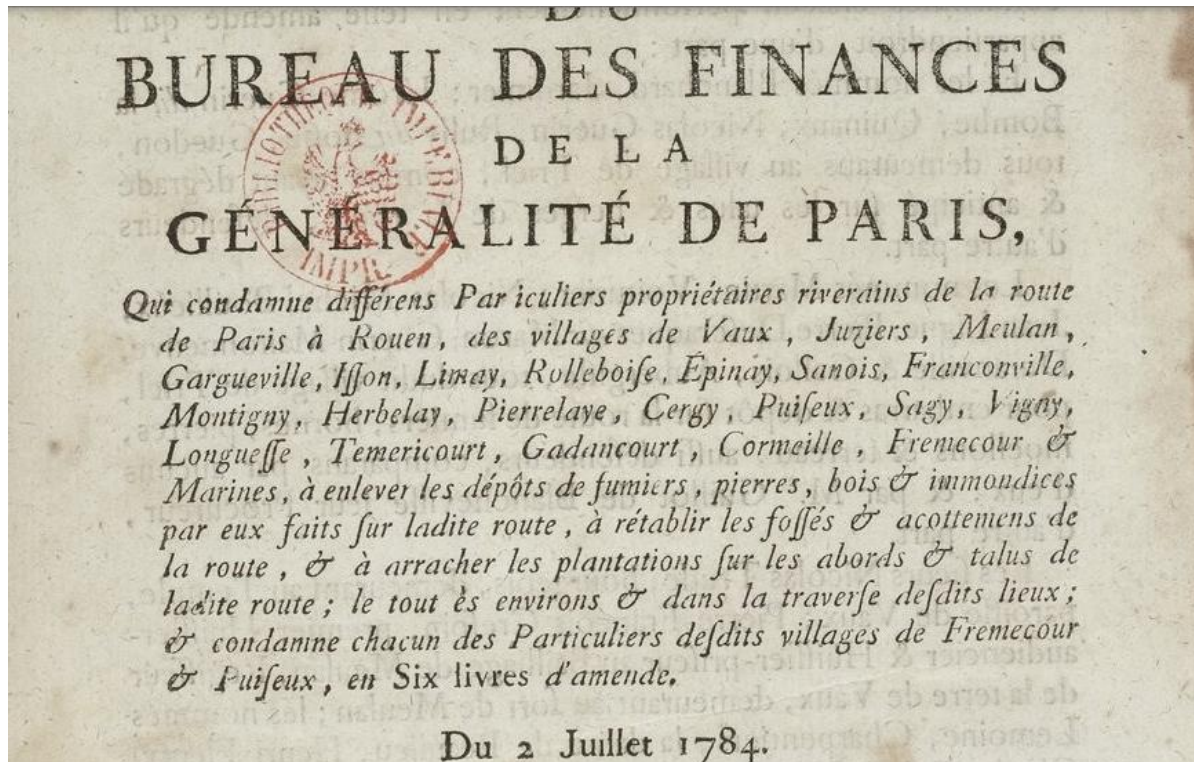 DU
BUREAU DES FINANCES
DE LA
GÉNÉRALITÉ DE PARIS,
BIBLIOTHÈQUE IMPÉRIALE
IMPR.
Qui condamne différens Par iculiers propriétaires riverains de la route
de Paris à Rouen, des villages de Vaux, Juziers, Meulan,
Gargueville, Iſſon, Limay, Rolleboiſe, Épinay, Sanois, Franconville,
Montigny, Herbelay, Pierrelaye, Cergy, Puiſeux, Sagy, Vigny,
Longueſſe, Temericourt, Gadancourt, Cormeille, Fremecour &
Marines, à enlever les dépôts de fumiers, pierres, bois & immondices
par eux faits ſur ladite route, à rétablir les foſſés & acottemens de
la route, & à arracher les plantations ſur les abords & talus de
ladite route; le tout ès environs & dans la traverſe deſdits lieux;
& condamne chacun des Particuliers deſdits villages de Fremecour
& Puiſeux, en Six livres d'amende.
Du 2 Juillet 1784.